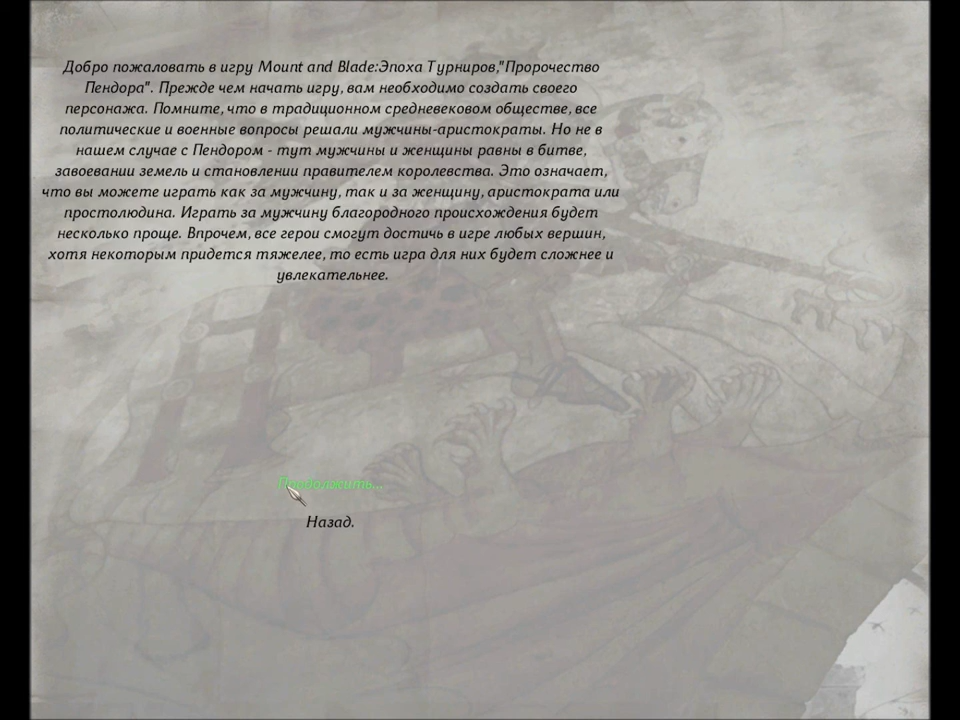 Добро пожаловать в игру Mount and Blade:Эпоха Турниров,"Пророчество
Пендора". Прежде чем начать игру, вам необходимо создать своего
персонажа. Помните, что в традиционном средневековом обществе, все
политические и военные вопросы решали мужчины-аристократы. Но не в
нашем случае с Пендором - тут мужчины и женщины равны в битве,
завоевании земель и становлении правителем королевства. Это означает,
что вы можете играть как за мужчину, так и за женщину, аристократа или
простолюдина. Играть за мужчину благородного происхождения будет
несколько проще. Впрочем, все герои смогут достичь в игре любых вершин,
хотя некоторым придется тяжелее, то есть игра для них будет сложнее и
увлекательнее.
Продолжить...
Назад.